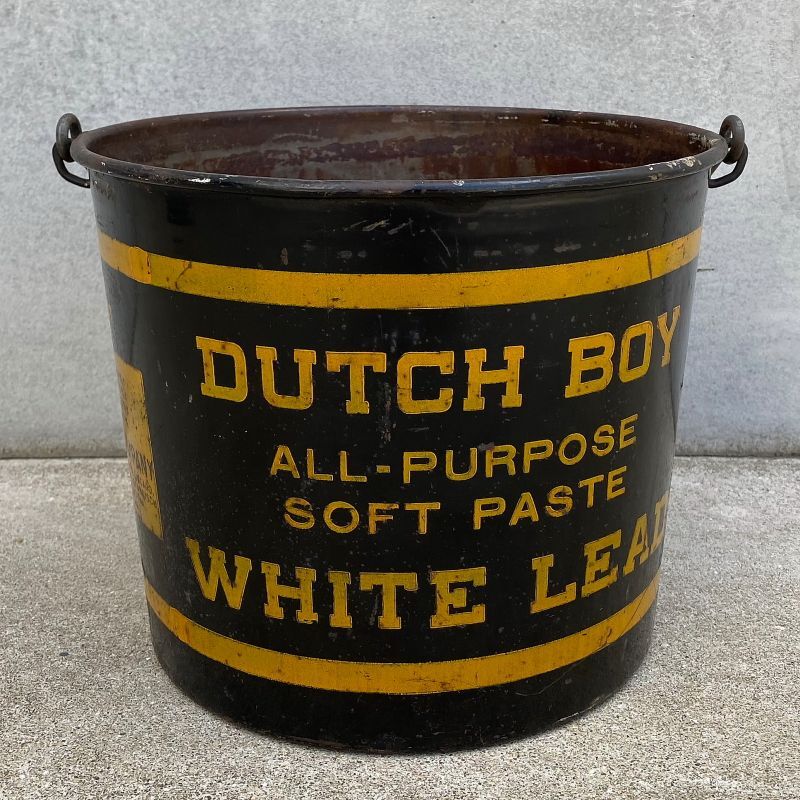 DUTCH BOY
ALL-PURPOSE
SOFT PASTE
WHITE LEAD